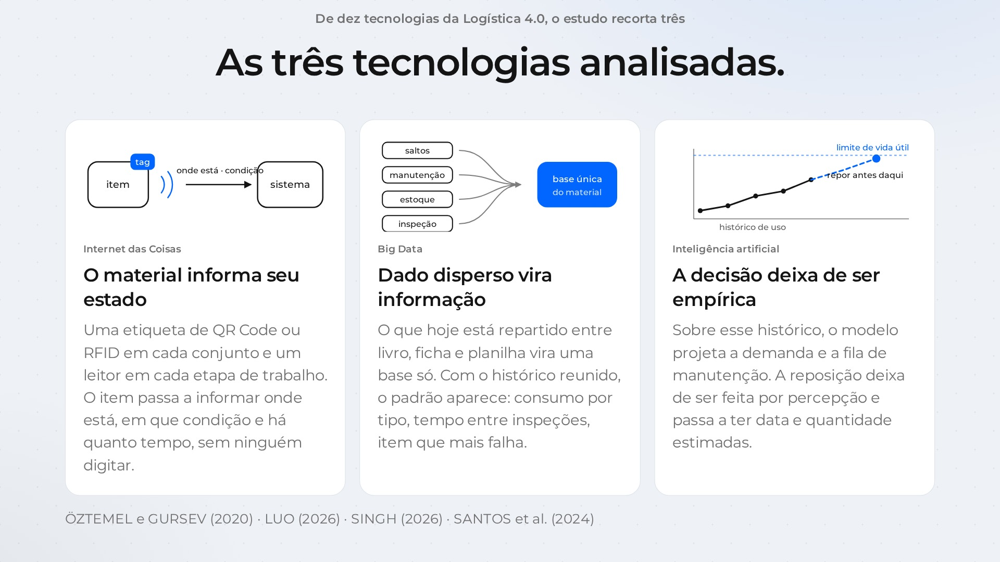 De dez tecnologias da Logística 4.0, o estudo recorta três
As três tecnologias analisadas.
tag
item
onde está · condição
sistema
Internet das Coisas
O material informa seu
estado
Uma etiqueta de QR Code ou
RFID em cada conjunto e um
leitor em cada etapa de trabalho.
O item passa a informar onde
está, em que condição e há
quanto tempo, sem ninguém
digitar.
saltos
manutenção
estoque
inspeção
base única
do material
Big Data
Dado disperso vira
informação
O que hoje está repartido entre
livro, ficha e planilha vira uma
base só. Com o histórico reunido,
o padrão aparece: consumo por
tipo, tempo entre inspeções,
item que mais falha.
limite de vida útil
repor antes daqui
histórico de uso
Inteligência artificial
A decisão deixa de ser
empírica
Sobre esse histórico, o modelo
projeta a demanda e a fila de
manutenção. A reposição deixa
de ser feita por percepção e
passa a ter data e quantidade
estimadas.
ÖZTEMEL e GURSEV (2020) · LUO (2026) · SINGH (2026) · SANTOS et al. (2024)